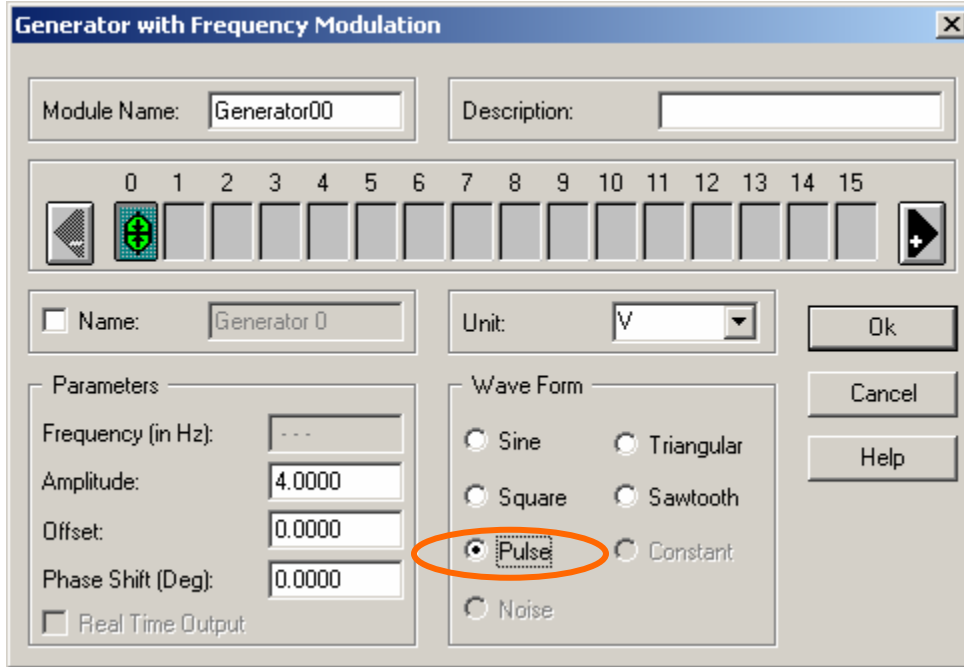 Generator with Frequency Modulation
Module Name: Generator00
Description:
0 1 2 3 4 5 6 7 8 9 10 11 12 13 14 15
- +
Name: Generator 0
Unit: V
Ok
Cancel
Help
Parameters
Frequency (in Hz): - - -
Amplitude: 4.0000
Offset: 0.0000
Phase Shift (Deg): 0.0000
Real Time Output
Wave Form
Sine Triangular
Square Sawtooth
Pulse Constant
Noise